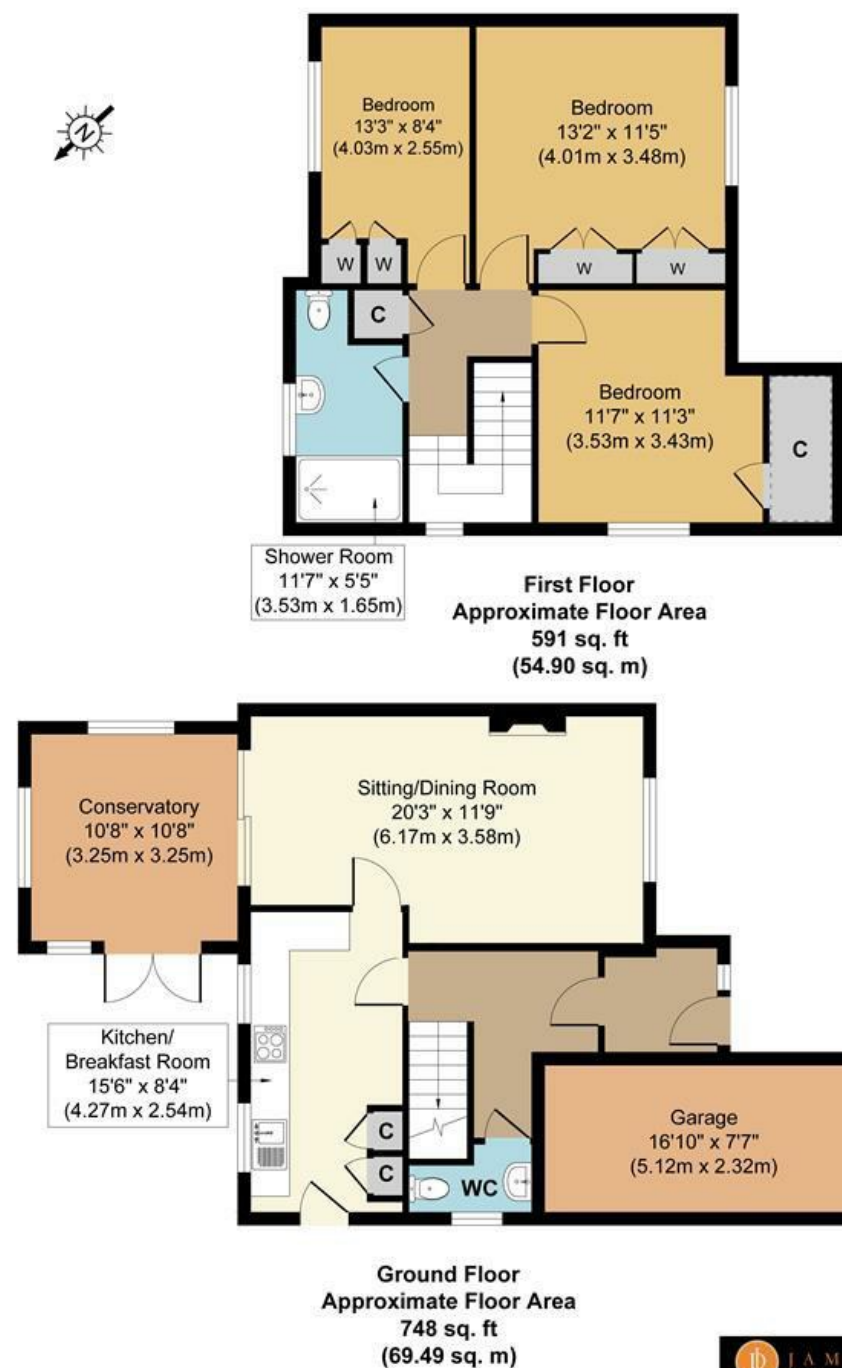 N
Bedroom
13'3" x 8'4"
(4.03m x 2.55m)
Bedroom
13'2" x 11'5"
(4.01m x 3.48m)
W
W
W
W
C
Bedroom
11'7" x 11'3"
(3.53m x 3.43m)
C
Shower Room
11'7" x 5'5"
(3.53m x 1.65m)
First Floor
Approximate Floor Area
591 sq. ft
(54.90 sq. m)
Conservatory
10'8" x 10'8"
(3.25m x 3.25m)
Sitting/Dining Room
20'3" x 11'9"
(6.17m x 3.58m)
Kitchen/
Breakfast Room
15'6" x 8'4"
(4.27m x 2.54m)
C
C
WC
Garage
16'10" x 7'7"
(5.12m x 2.32m)
Ground Floor
Approximate Floor Area
748 sq. ft
(69.49 sq. m)
JAM